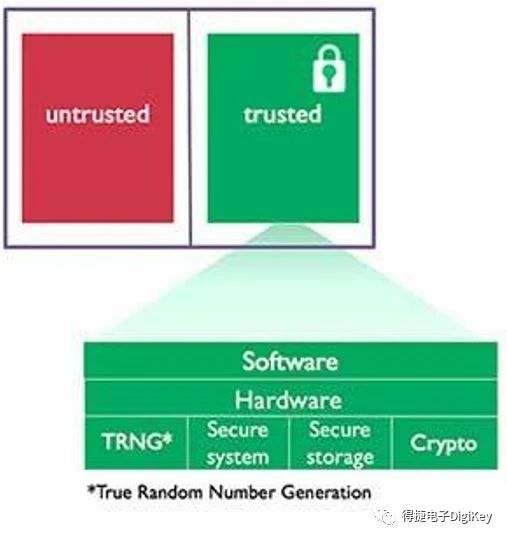 untrusted
trusted
Software
Hardware
TRNG*
Secure
system
Secure
storage
Crypto
*True Random Number Generation
得捷电子DigiKey